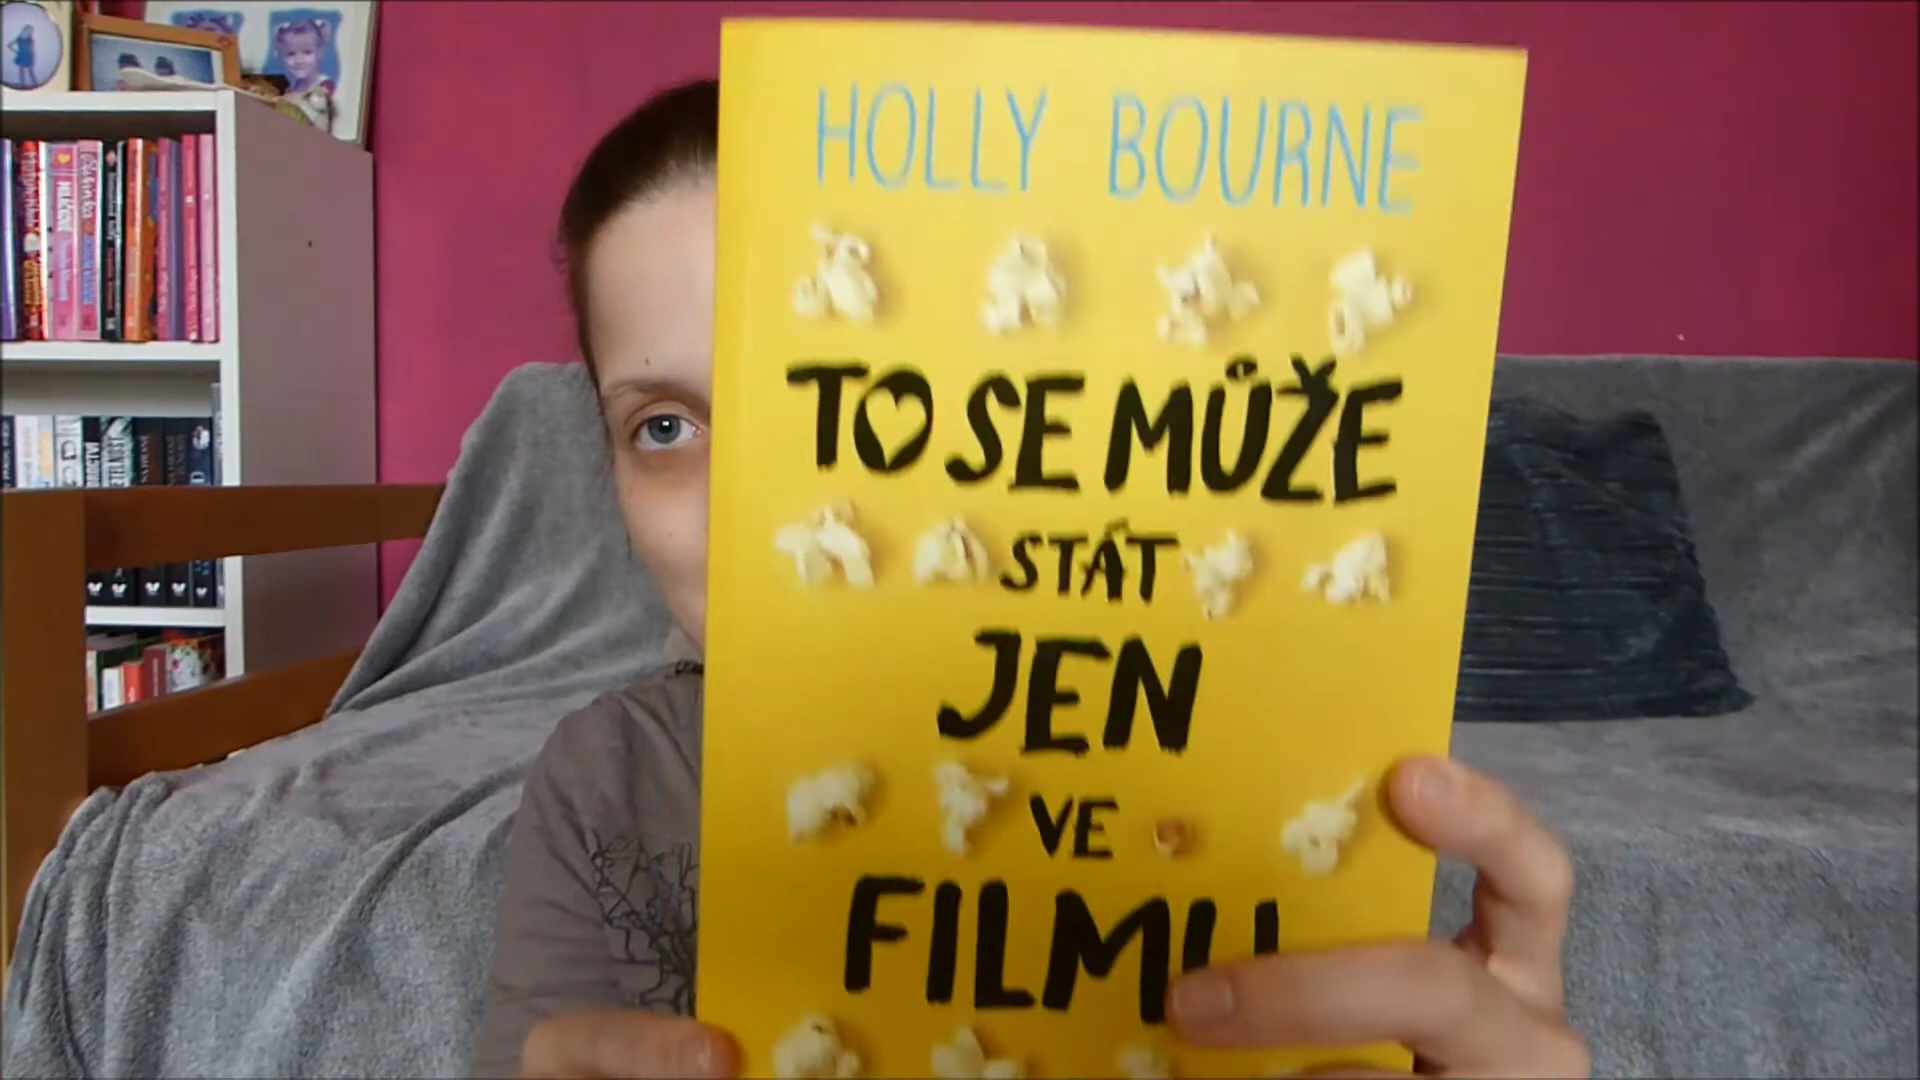 HOLLY BOURNE
TO SE MŮŽE
STÁT
JEN
VE
FILMU